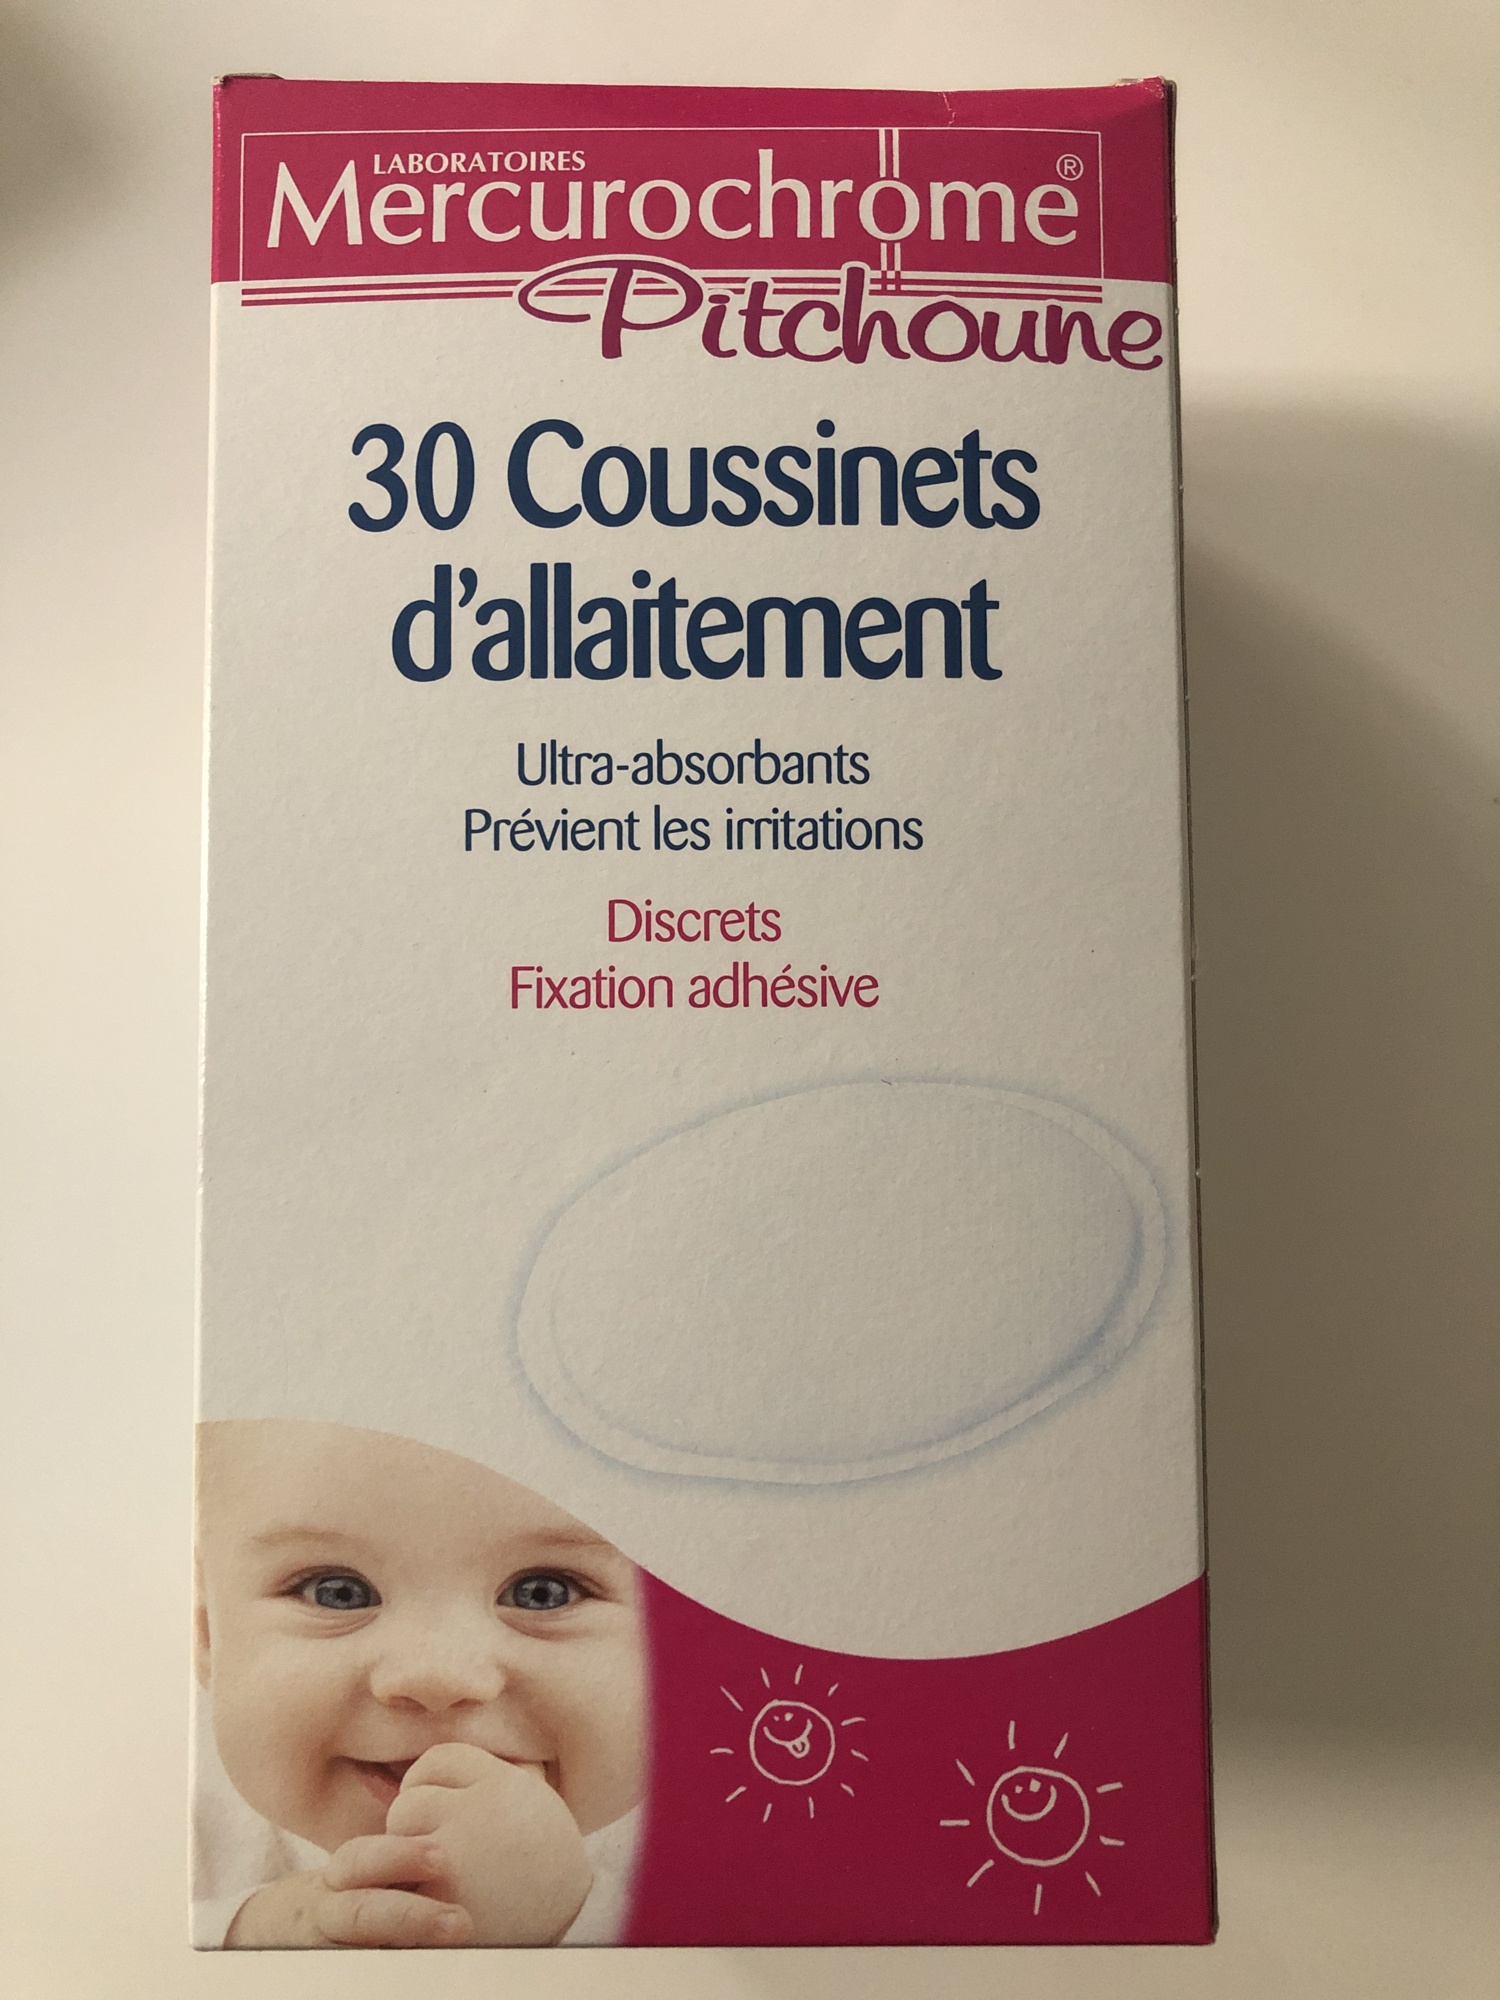 LABORATOIRES
Mercurochrome®
Pitchoune
30 Coussinets
d'allaitement
Ultra-absorbants
Prévient les irritations
Discrets
Fixation adhésive